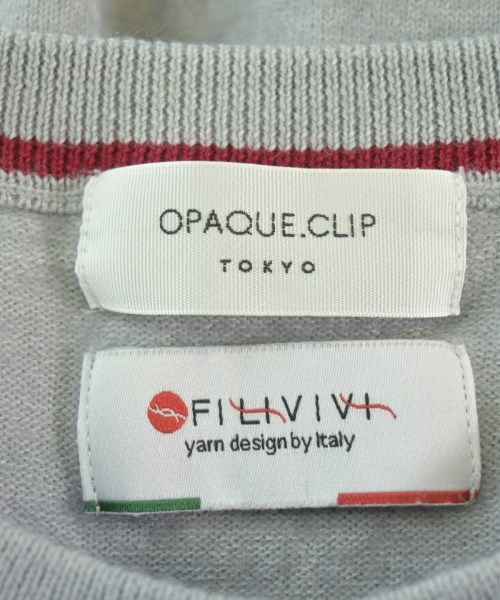 OPAQUE.CLIP
TOKYO
FILIVIVI
yarn design by Italy